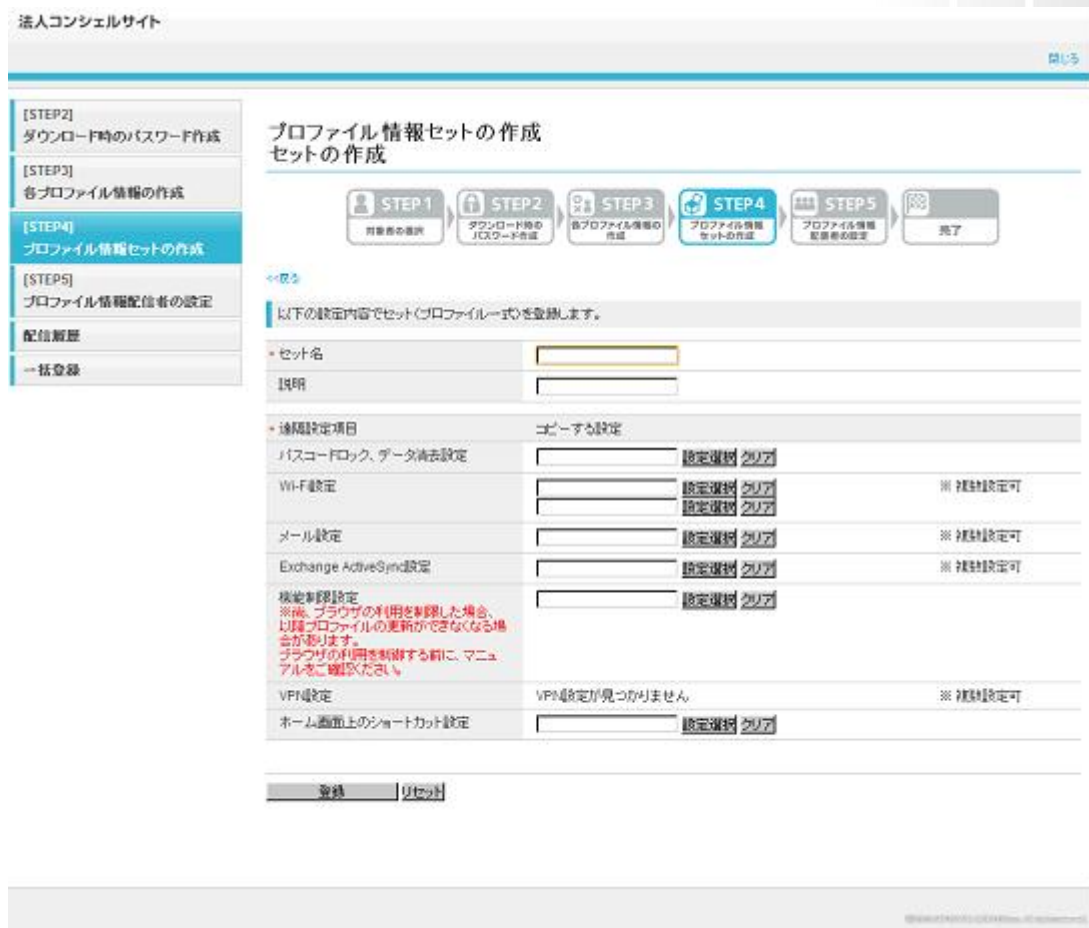 法人コンシェルサイト
閉じる
[STEP2]
ダウンロード時のパスワード作成
[STEP3]
各プロファイル情報の作成
[STEP4]
プロファイル情報セットの作成
[STEP5]
プロファイル情報配信者の設定
配信履歴
一括登録
プロファイル情報セットの作成
セットの作成
STEP1
対象者の選択
STEP2
ダウンロード時の
パスワード作成
STEP3
各プロファイル情報の
作成
STEP4
プロファイル情報
セットの作成
STEP5
プロファイル情報
配信者の設定
完了
<<戻る
以下の設定内容でセット(プロファイル一式)を登録します。
* セット名
説明
* 遠隔設定項目 コピーする設定
パスコードロック、データ消去設定 設定選択 クリア
Wi-Fi設定 設定選択 クリア ※ 複数設定可
設定選択 クリア
メール設定 設定選択 クリア ※ 複数設定可
Exchange ActiveSync設定 設定選択 クリア ※ 複数設定可
機能制限設定 設定選択 クリア
※尚、ブラウザの利用を制限した場合、
以降プロファイルの更新ができなくなる場
合があります。
ブラウザの利用を制御する前に、マニュ
アルをご確認ください。
VPN設定 VPN設定が見つかりません ※ 複数設定可
ホーム画面上のショートカット設定 設定選択 クリア
登録 リセット